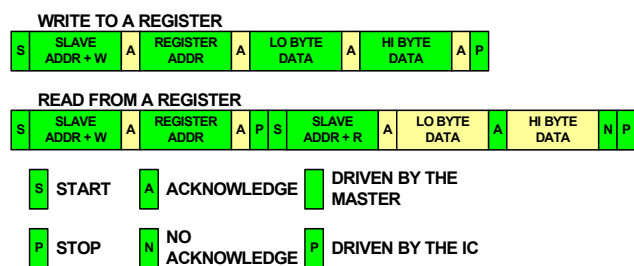 WRITE TO A REGISTER
S SLAVE ADDR + W A REGISTER ADDR A LO BYTE DATA A HI BYTE DATA A P
READ FROM A REGISTER
S SLAVE ADDR + W A REGISTER ADDR A P S SLAVE ADDR + R A LO BYTE DATA A HI BYTE DATA N P
S START A ACKNOWLEDGE DRIVEN BY THE MASTER
P STOP N NO ACKNOWLEDGE P DRIVEN BY THE IC